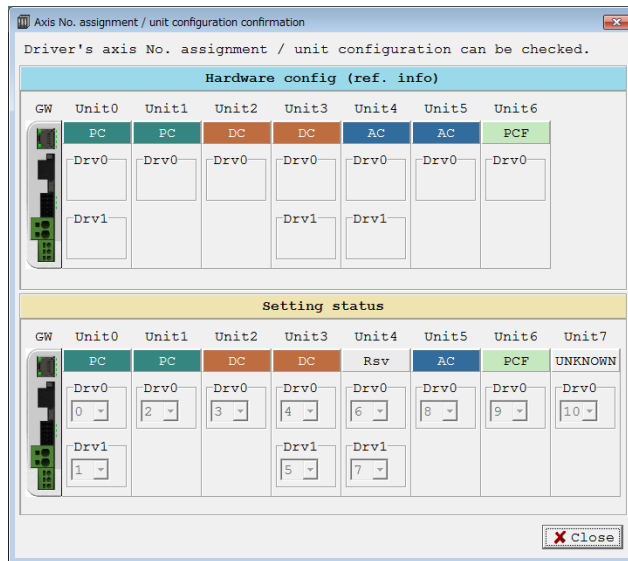 Axis No. assignment / unit configuration confirmation
Driver's axis No. assignment / unit configuration can be checked.
Hardware config (ref. info)
GW Unit0 Unit1 Unit2 Unit3 Unit4 Unit5 Unit6
PC PC DC DC AC AC PCF
Drv0 Drv0 Drv0 Drv0 Drv0 Drv0 Drv0
Drv1 Drv1 Drv1
Setting status
GW Unit0 Unit1 Unit2 Unit3 Unit4 Unit5 Unit6 Unit7
PC PC DC DC Rsv AC PCF UNKNOWN
Drv0 Drv0 Drv0 Drv0 Drv0 Drv0 Drv0 Drv0
0 2 3 4 6 8 9 10
Drv1 Drv1 Drv1
1 5 7
Close